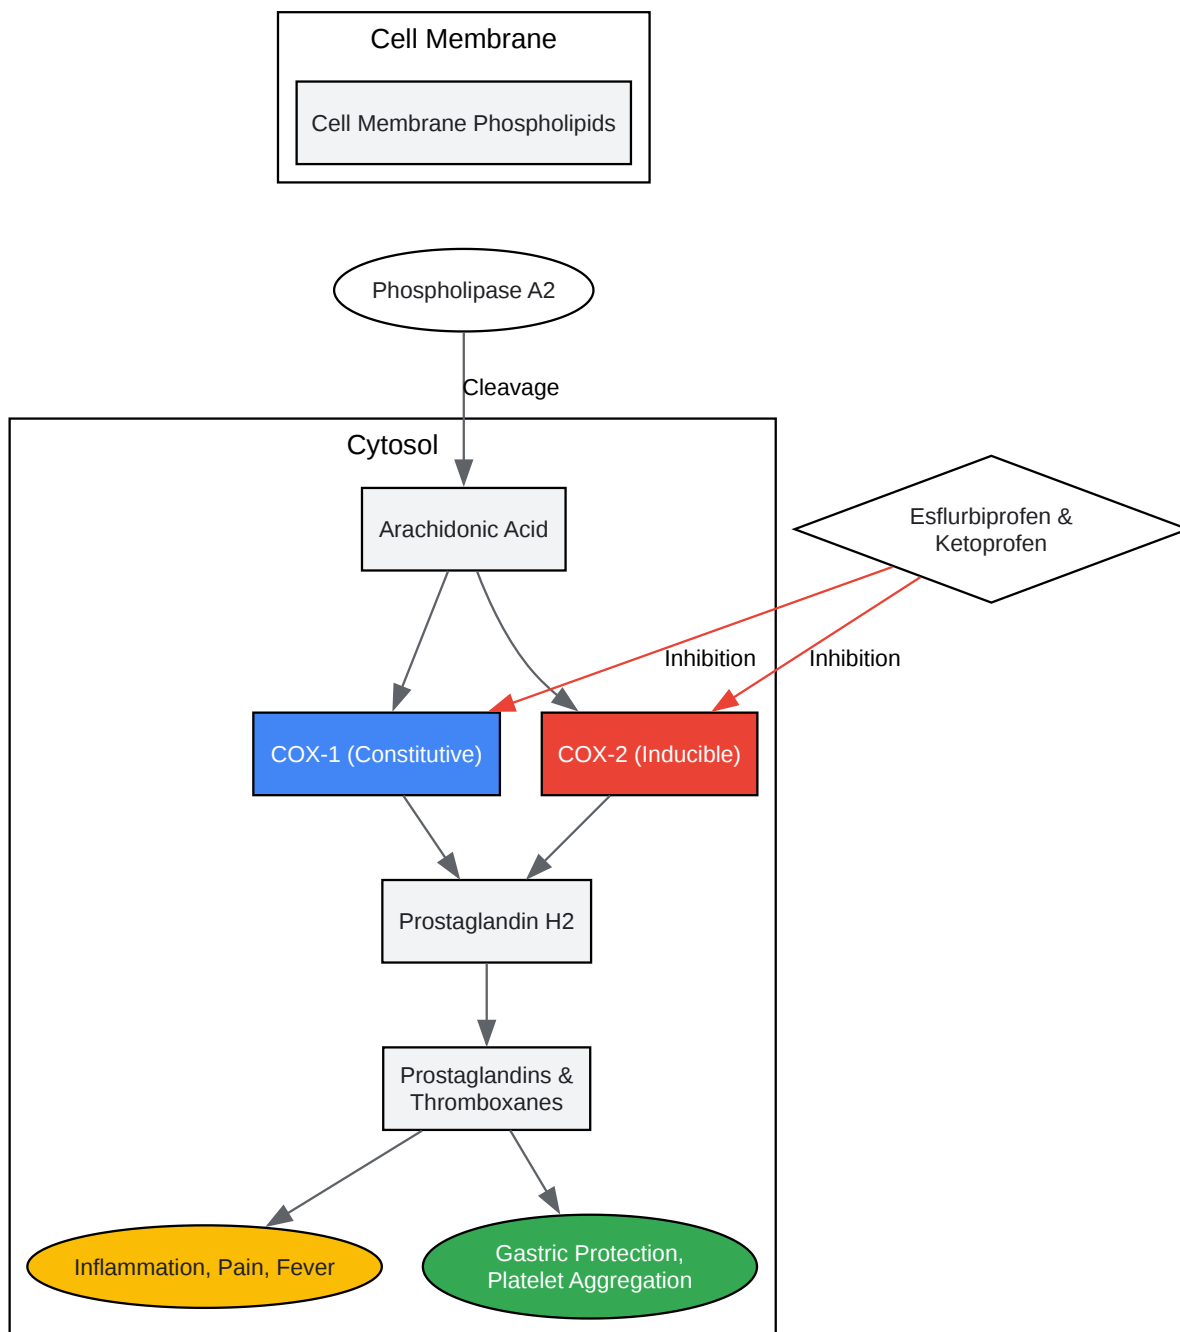 Cell Membrane
Cell Membrane Phospholipids
Phospholipase A2
Cleavage
Cytosol
Arachidonic Acid
Esflurbiprofen &
Ketoprofen
Inhibition
Inhibition
COX-1 (Constitutive)
COX-2 (Inducible)
Prostaglandin H2
Prostaglandins &
Thromboxanes
Inflammation, Pain, Fever
Gastric Protection,
Platelet Aggregation